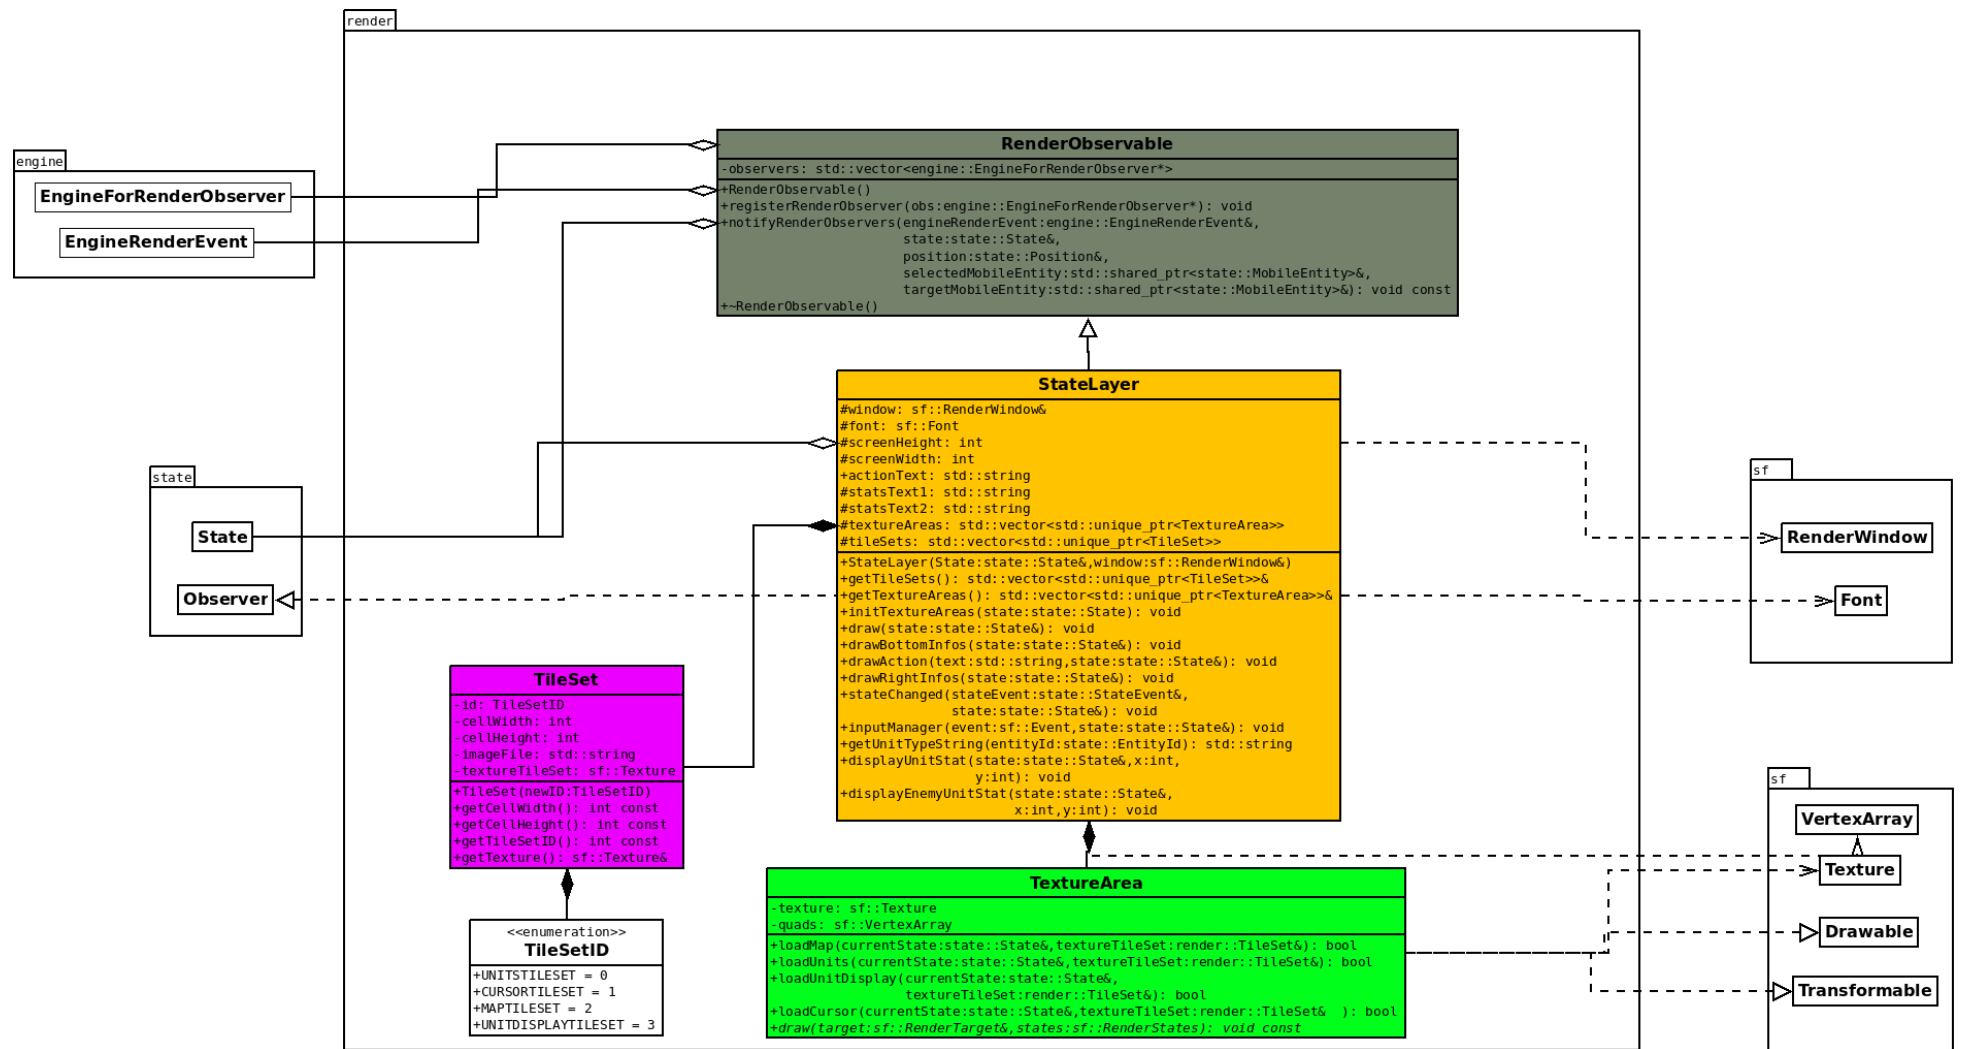 render
engine
EngineForRenderObserver
EngineRenderEvent
RenderObservable
-observers: std::vector<engine::EngineForRenderObserver*>
+RenderObservable()
+registerRenderObserver(obs:engine::EngineForRenderObserver*): void
+notifyRenderObservers(engineRenderEvent:engine::EngineRenderEvent&,
state:state::State&,
position:state::Position&,
selectedMobileEntity:std::shared_ptr<state::MobileEntity>&,
targetMobileEntity:std::shared_ptr<state::MobileEntity>&): void const
+~RenderObservable()
StateLayer
#window: sf::RenderWindow&
#font: sf::Font
#screenHeight: int
#screenWidth: int
+actionText: std::string
#statsText1: std::string
#statsText2: std::string
#textureAreas: std::vector<std::unique_ptr<TextureArea>>
#tileSets: std::vector<std::unique_ptr<TileSet>>
+StateLayer(State:state::State&,window:sf::RenderWindow&)
+getTileSets(): std::vector<std::unique_ptr<TileSet>>&
+getTextureAreas(): std::vector<std::unique_ptr<TextureArea>>&
+initTextureAreas(state:state::State): void
+draw(state:state::State&): void
+drawBottomInfos(state:state::State&): void
+drawAction(text:std::string,state:state::State&): void
+drawRightInfos(state:state::State&): void
+stateChanged(stateEvent:state::StateEvent&,
state:state::State&): void
+inputManager(event:sf::Event,state:state::State&): void
+getUnitTypeString(entityId:state::EntityId): std::string
+displayUnitStat(state:state::State&,x:int,
y:int): void
+displayEnemyUnitStat(state:state::State&,
x:int,y:int): void
state
State
Observer
sf
RenderWindow
Font
TileSet
-id: TileSetID
-cellWidth: int
-cellHeight: int
-imageFile: std::string
-textureTileSet: sf::Texture
+TileSet(newID:TileSetID)
+getCellWidth(): int const
+getCellHeight(): int const
+getTileSetID(): int const
+getTexture(): sf::Texture&
<<enumeration>>
TileSetID
+UNITSTILESET = 0
+CURSORTILESET = 1
+MAPTILESET = 2
+UNITDISPLAYTILESET = 3
TextureArea
-texture: sf::Texture
-quads: sf::VertexArray
+loadMap(currentState:state::State&,textureTileSet:render::TileSet&): bool
+loadUnits(currentState:state::State&,textureTileSet:render::TileSet&): bool
+loadUnitDisplay(currentState:state::State&,
textureTileSet:render::TileSet&): bool
+loadCursor(currentState:state::State&,textureTileSet:render::TileSet&  ): bool
+draw(target:sf::RenderTarget&,states:sf::RenderStates): void const
sf
VertexArray
Texture
Drawable
Transformable